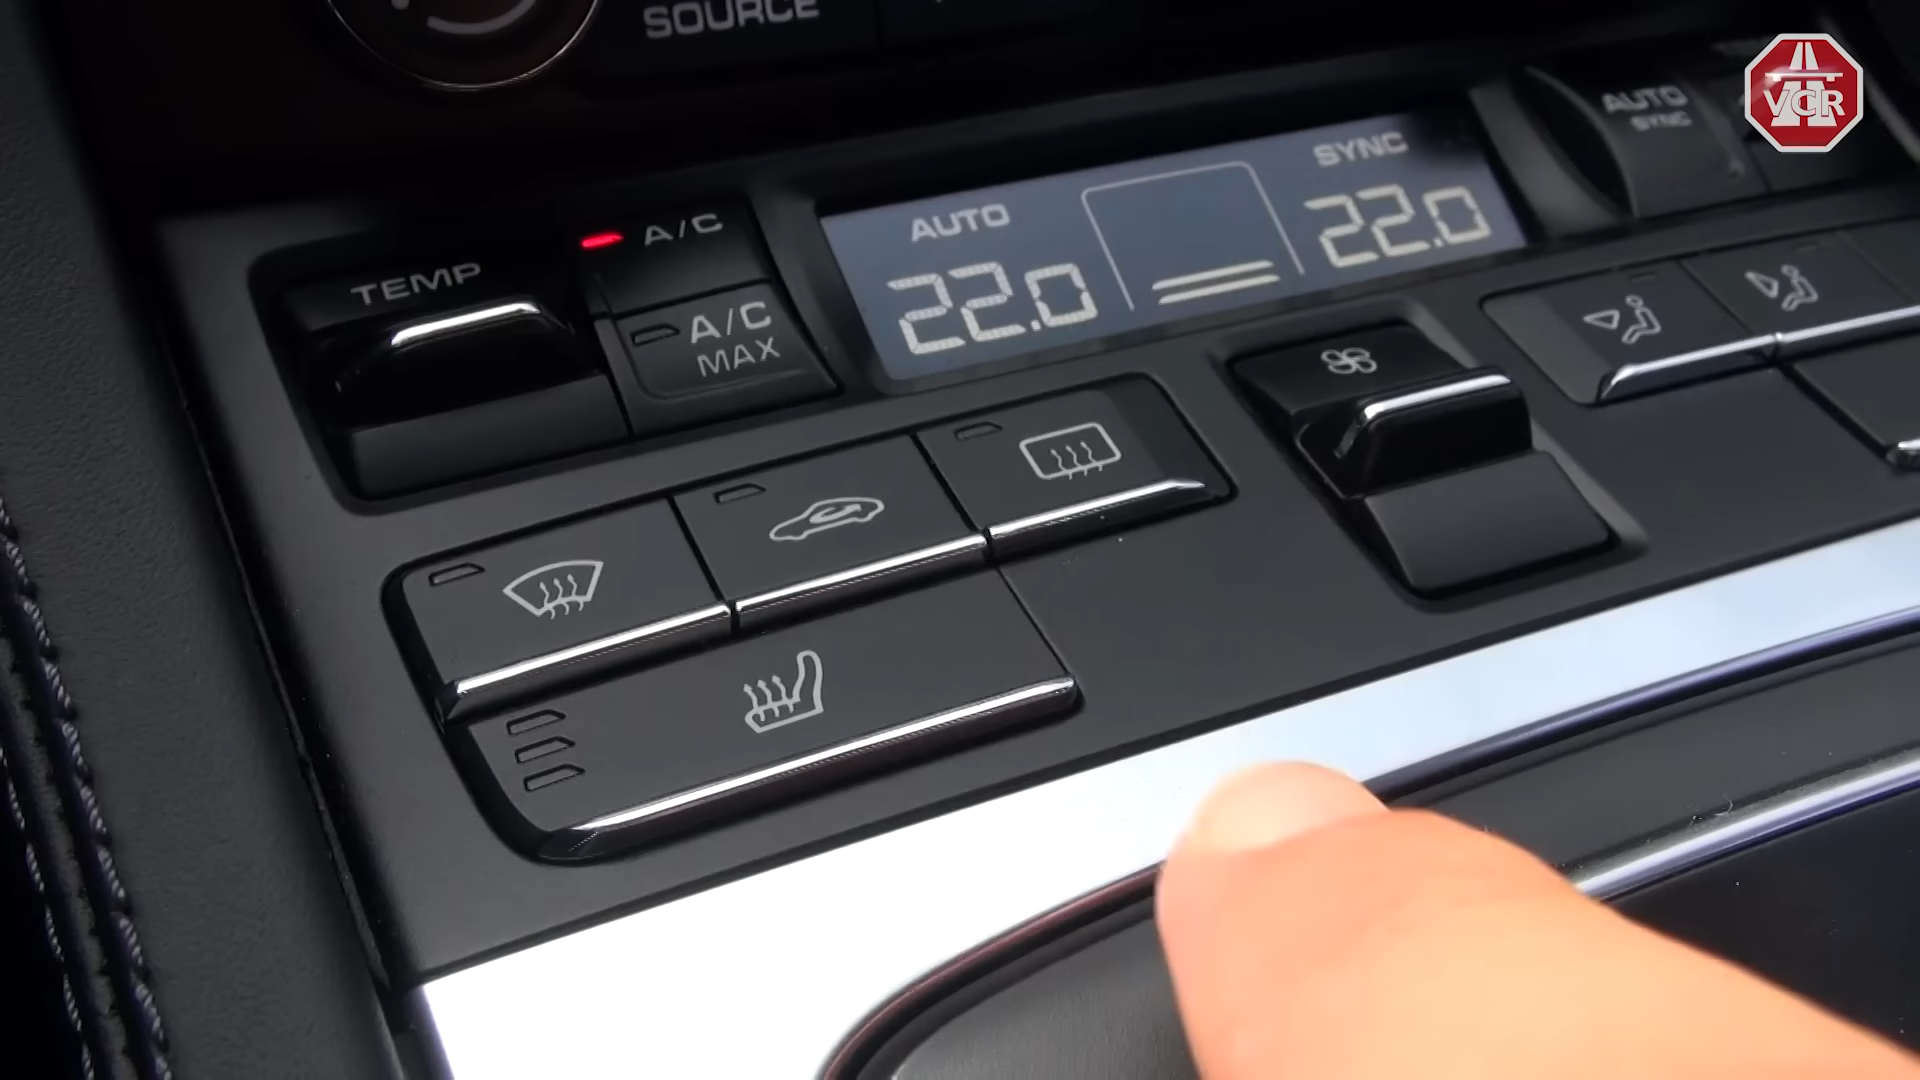 SOURCE
VCR
AUTO
SYNC
SYNC
A/C
AUTO
TEMP
22.0
22.0
A/C
MAX